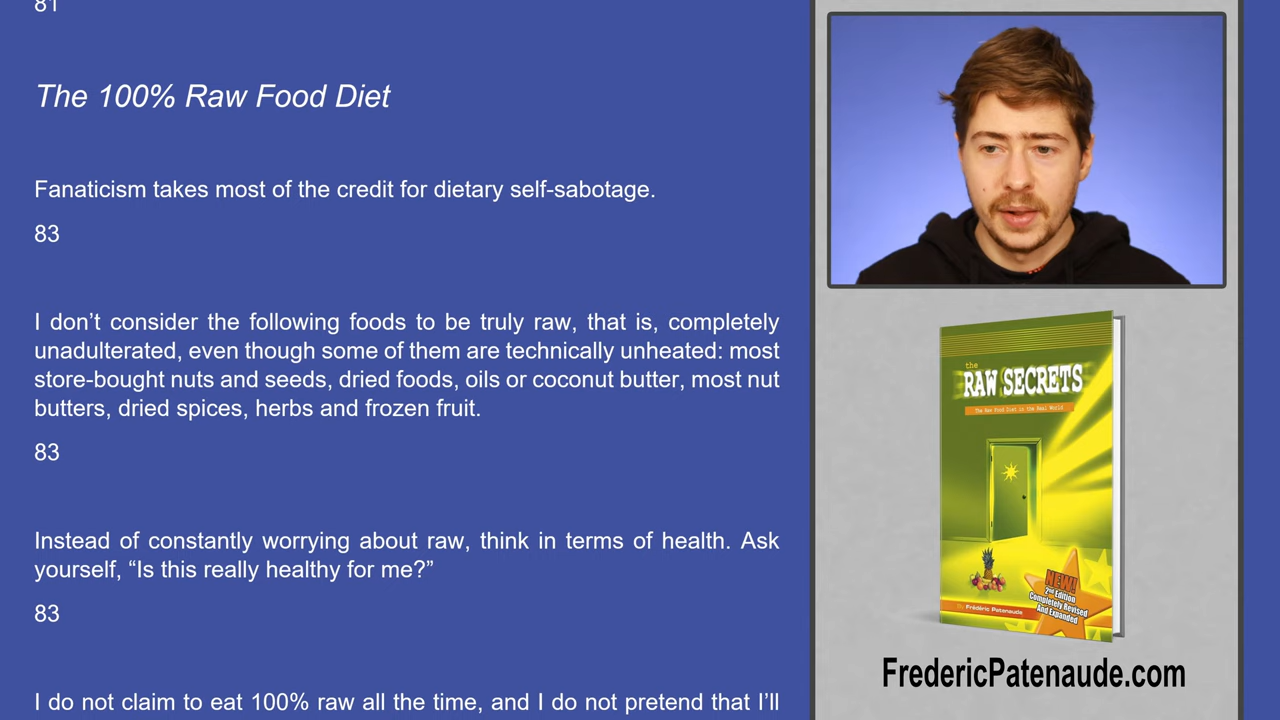 81
The 100% Raw Food Diet
Fanaticism takes most of the credit for dietary self-sabotage.
83
I don’t consider the following foods to be truly raw, that is, completely
unadulterated, even though some of them are technically unheated: most
store-bought nuts and seeds, dried foods, oils or coconut butter, most nut
butters, dried spices, herbs and frozen fruit.
83
Instead of constantly worrying about raw, think in terms of health. Ask
yourself, “Is this really healthy for me?”
83
I do not claim to eat 100% raw all the time, and I do not pretend that I’ll
the
RAW SECRETS
The Raw Food Diet in the Real World
NEW!
2nd Edition
Completely Revised
And Expanded
By Frédéric Patenaude
FredericPatenaude.com